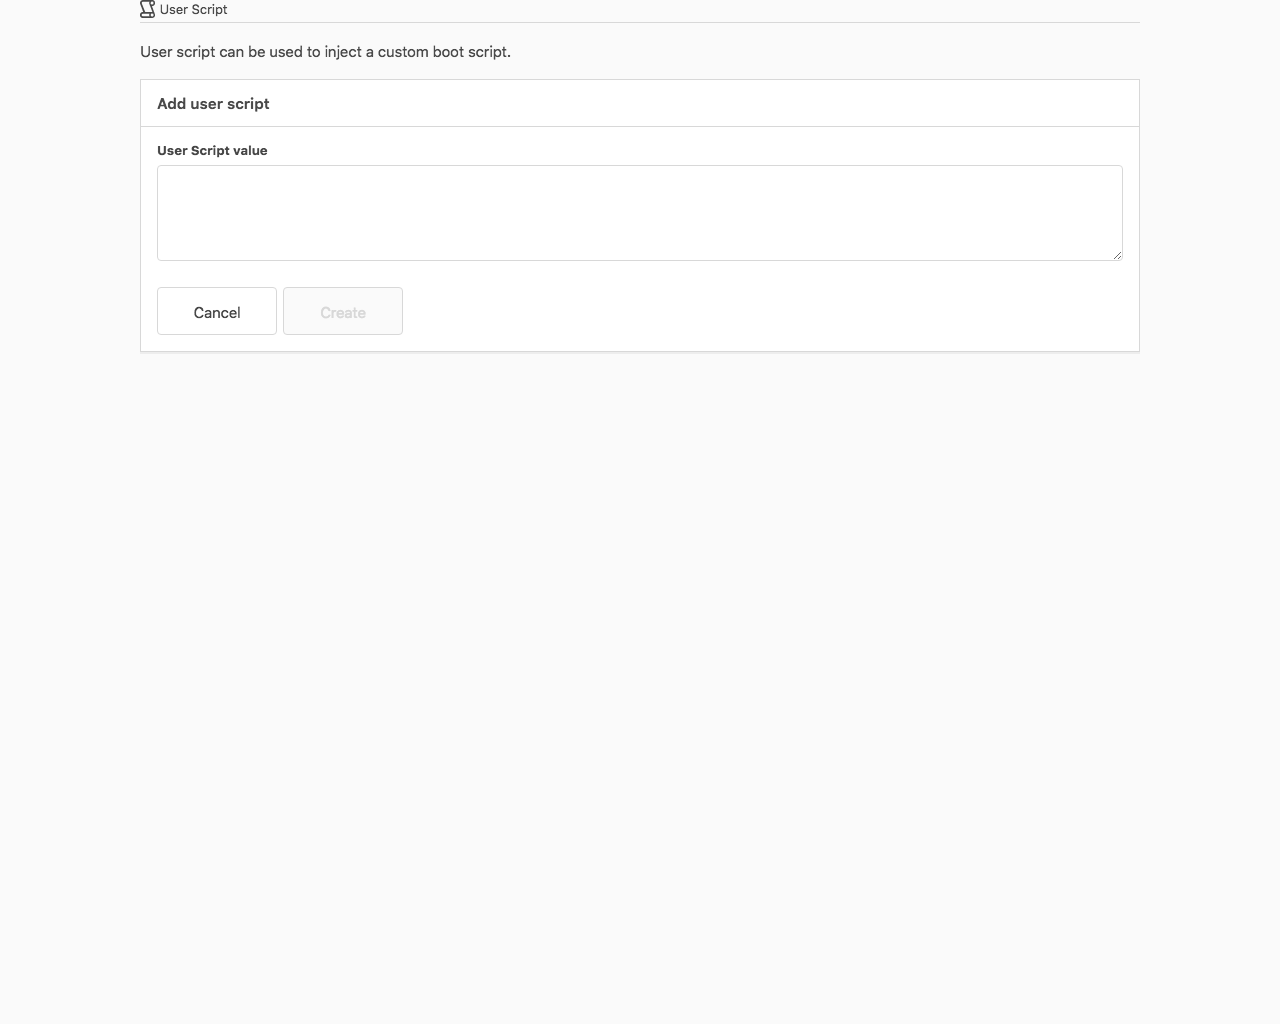 User Script
User script can be used to inject a custom boot script.
Add user script
User Script value
Cancel
Create